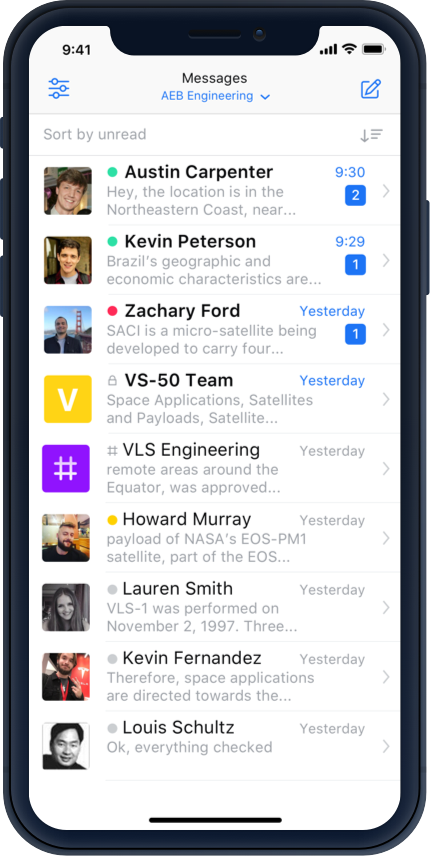 9:41
Messages
AEB Engineering
Sort by unread
Austin Carpenter 9:30
Hey, the location is in the 2
Northeastern Coast, near...
Kevin Peterson 9:29
Brazil's geographic and 1
economic characteristics are...
Zachary Ford Yesterday
SACI is a micro-satellite being 1
developed to carry four...
V VS-50 Team Yesterday
Space Applications, Satellites
and Payloads, Satellite...
# # VLS Engineering Yesterday
remote areas around the
Equator, was approved...
Howard Murray Yesterday
payload of NASA's EOS-PM1
satellite, part of the EOS...
Lauren Smith Yesterday
VLS-1 was performed on
November 2, 1997. Three...
Kevin Fernandez Yesterday
Therefore, space applications
are directed towards the...
Louis Schultz Yesterday
Ok, everything checked